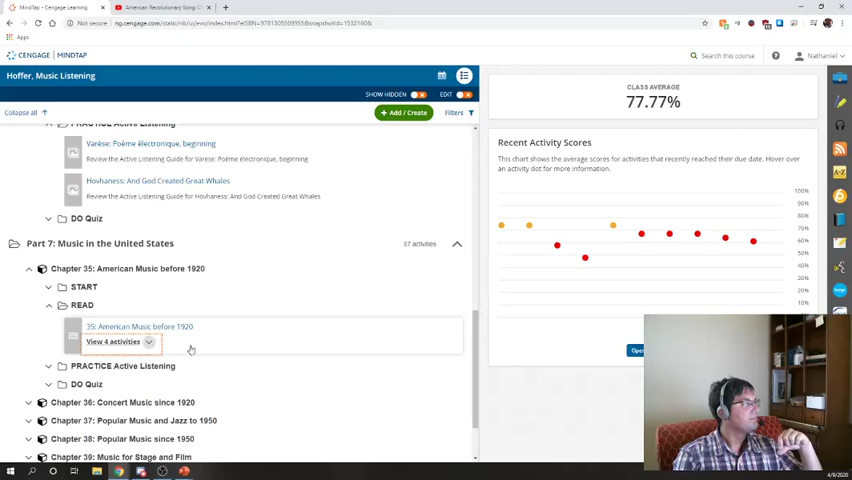 MindTap - Cengage Learning
American Revolutionary Song: C
Not secure
ng.cengage.com/static/nb/ui/evo/index.html?eISBN=9781305509955&snapshotId=1532160&
Apps
CENGAGE MINDTAP
Search this course
Nathaniel
Hoffer, Music Listening
SHOW HIDDEN
EDIT
Collapse all
+ Add / Create
Filters
PRACTICE Active Listening
Varèse: Poème électronique, beginning
Review the Active Listening Guide for Varèse: Poème électronique, beginning
Hovhaness: And God Created Great Whales
Review the Active Listening Guide for Hovhaness: And God Created Great Whales
DO Quiz
Part 7: Music in the United States
57 activities
Chapter 35: American Music before 1920
START
READ
35: American Music before 1920
View 4 activities
PRACTICE Active Listening
DO Quiz
Chapter 36: Concert Music since 1920
Chapter 37: Popular Music and Jazz to 1950
Chapter 38: Popular Music since 1950
Chapter 39: Music for Stage and Film
CLASS AVERAGE
77.77%
Recent Activity Scores
This chart shows the average scores for activities that recently reached their due date. Hover over
an activity dot for more information.
100%
90%
80%
70%
60%
50%
40%
30%
20%
10%
0%
A-Z
Open
4/9/2020